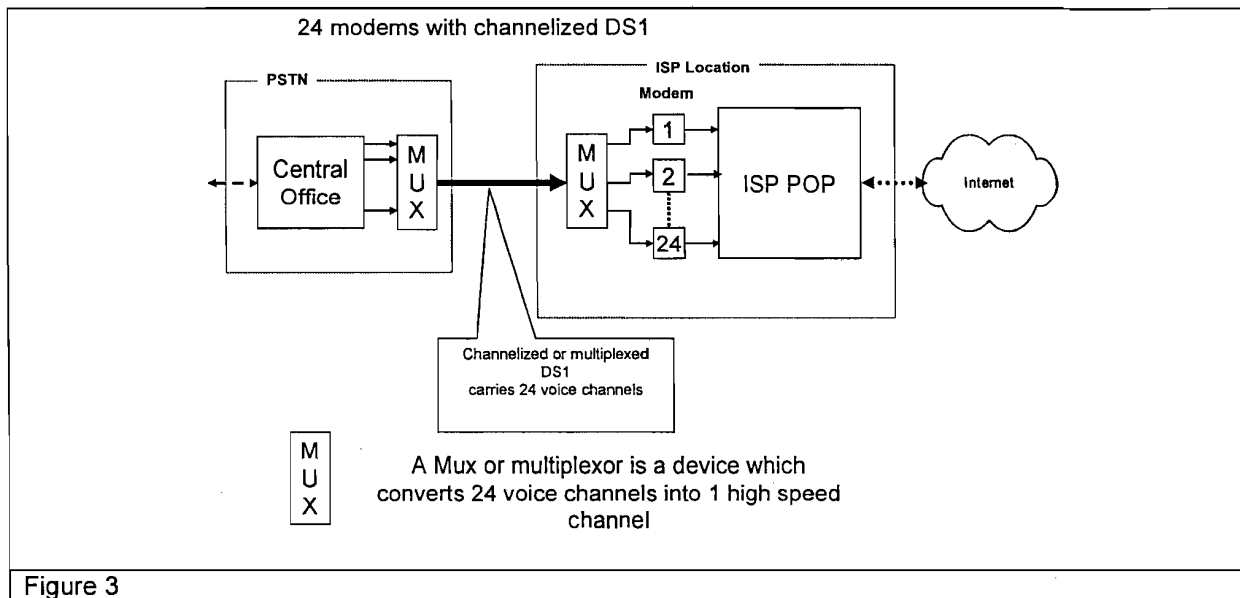 24 modems with channelized DS1
PSTN
ISP Location
Modem
Central
Office
M
U
X
M
U
X
1
2
24
ISP POP
Internet
Channelized or multiplexed
DS1
carries 24 voice channels
M
U
X
A Mux or multiplexor is a device which
converts 24 voice channels into 1 high speed
channel
Figure 3